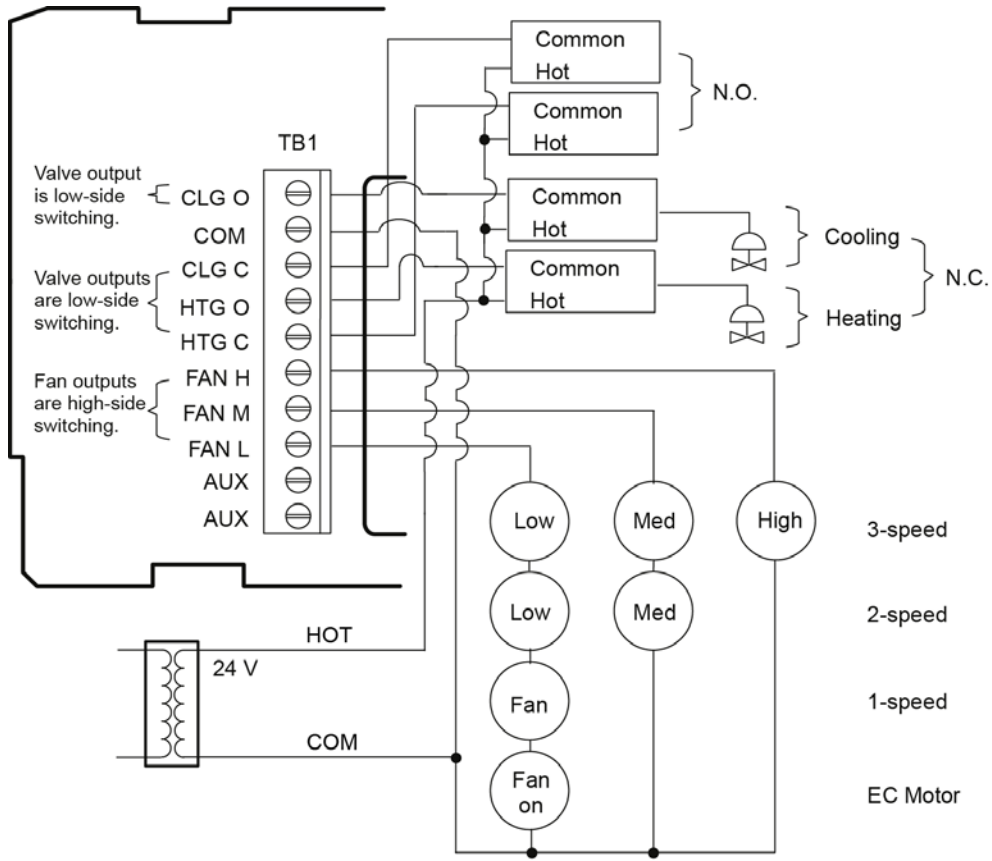 Common
Hot
N.O.
Common
Hot
TB1
Valve output
is low-side
switching.
CLG O
COM
Common
Hot
Cooling
Valve outputs
are low-side
switching.
CLG C
HTG O
HTG C
Common
Hot
Heating
N.C.
Fan outputs
are high-side
switching.
FAN H
FAN M
FAN L
AUX
AUX
Low
Med
High
3-speed
Low
Med
2-speed
HOT
24 V
Fan
1-speed
COM
Fan
on
EC Motor